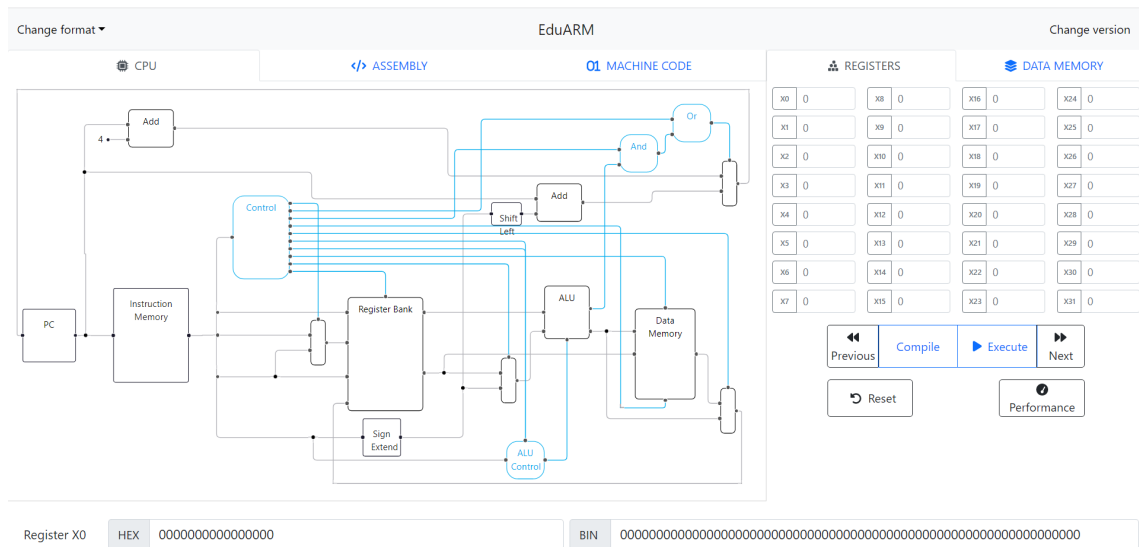 Change format
EduARM
Change version
CPU
</> ASSEMBLY
01 MACHINE CODE
REGISTERS
DATA MEMORY
Add
4
Or
And
Control
Add
Shift
Left
PC
Instruction
Memory
Register Bank
ALU
Data
Memory
Sign
Extend
ALU
Control
X0 0 X8 0 X16 0 X24 0
X1 0 X9 0 X17 0 X25 0
X2 0 X10 0 X18 0 X26 0
X3 0 X11 0 X19 0 X27 0
X4 0 X12 0 X20 0 X28 0
X5 0 X13 0 X21 0 X29 0
X6 0 X14 0 X22 0 X30 0
X7 0 X15 0 X23 0 X31 0
Previous
Compile
Execute
Next
Reset
Performance
Register X0 HEX 0000000000000000 BIN 0000000000000000000000000000000000000000000000000000000000000000